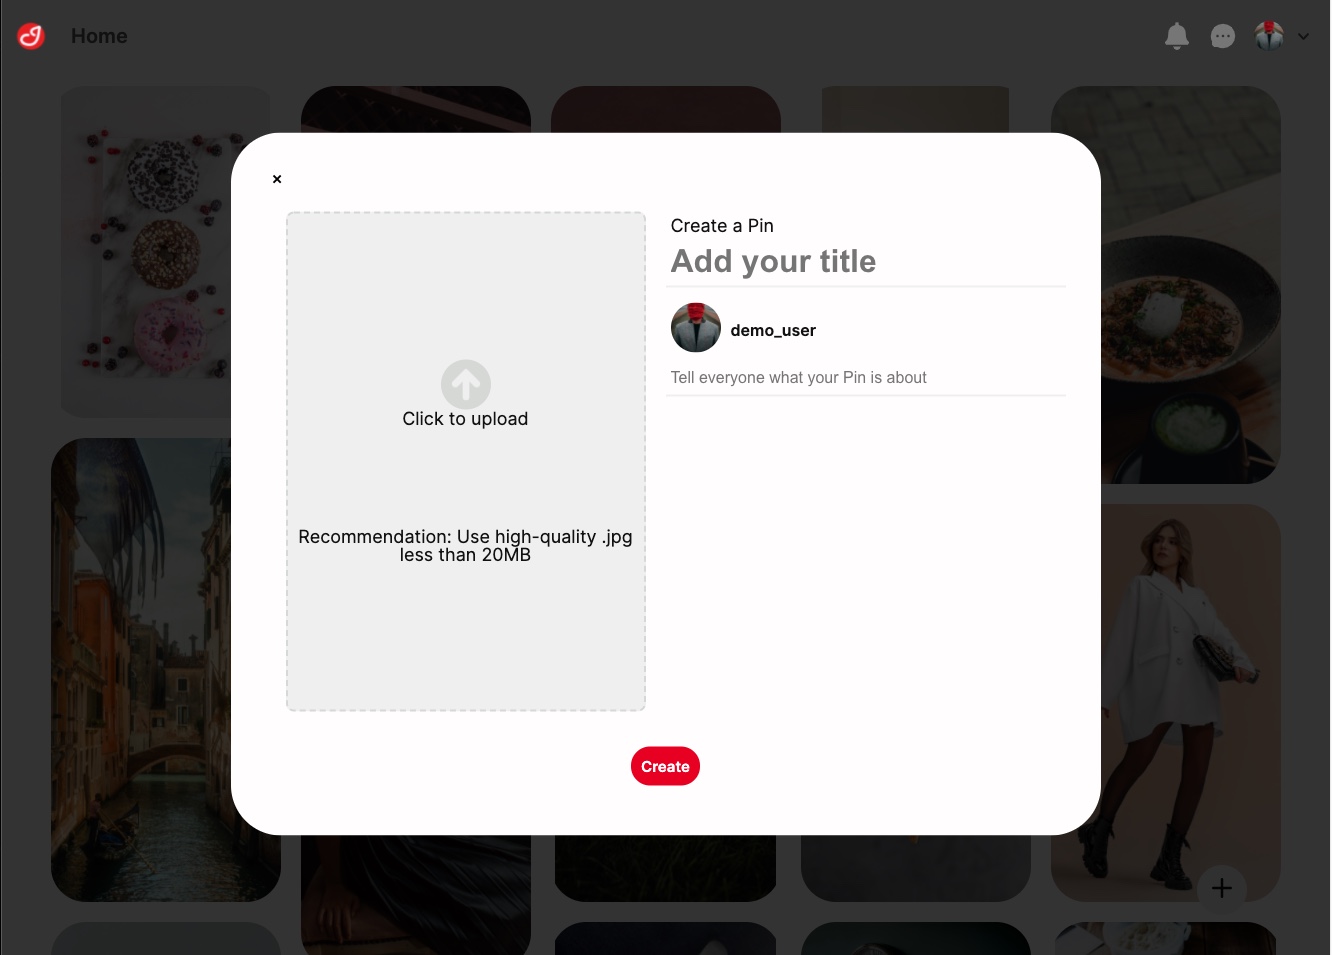 Home
×
Create a Pin
Add your title
demo_user
Tell everyone what your Pin is about
Click to upload
Recommendation: Use high-quality .jpg
less than 20MB
Create